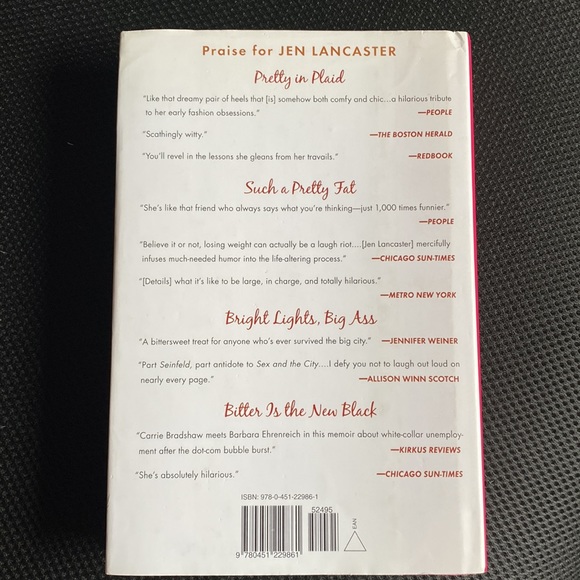 Praise for JEN LANCASTER
Pretty in Plaid
“Like that dreamy pair of heels that [is] somehow both comfy and chic...a hilarious tribute
to her early fashion obsessions.” —PEOPLE
“Scathingly witty.” —THE BOSTON HERALD
“You’ll revel in the lessons she gleans from her travails.” —REDBOOK
Such a Pretty Fat
“She’s like that friend who always says what you’re thinking—just 1,000 times funnier.”
—PEOPLE
“Believe it or not, losing weight can actually be a laugh riot....[Jen Lancaster] mercifully
infuses much-needed humor into the life-altering process.” —CHICAGO SUN-TIMES
“[Details] what it’s like to be large, in charge, and totally hilarious.”
—METRO NEW YORK
Bright Lights, Big Ass
“A bittersweet treat for anyone who’s ever survived the big city.” —JENNIFER WEINER
“Part Seinfeld, part antidote to Sex and the City....I defy you not to laugh out loud on
nearly every page.” —ALLISON WINN SCOTCH
Bitter Is the New Black
“Carrie Bradshaw meets Barbara Ehrenreich in this memoir about white-collar unemploy-
ment after the dot-com bubble burst.” —KIRKUS REVIEWS
“She’s absolutely hilarious.” —CHICAGO SUN-TIMES
ISBN: 978-0-451-22986-1
52495
EAN
9 780451 229861